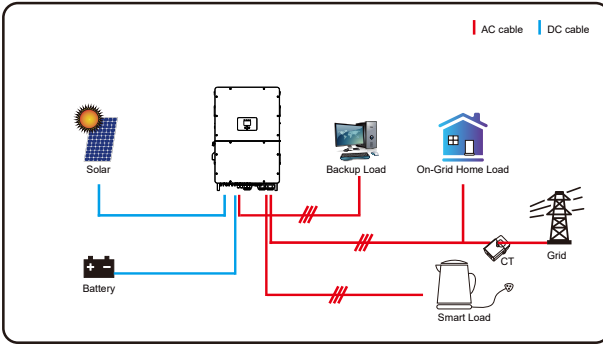 AC cable
DC cable
Solar
Backup Load
On-Grid Home Load
CT
Grid
Battery
Smart Load